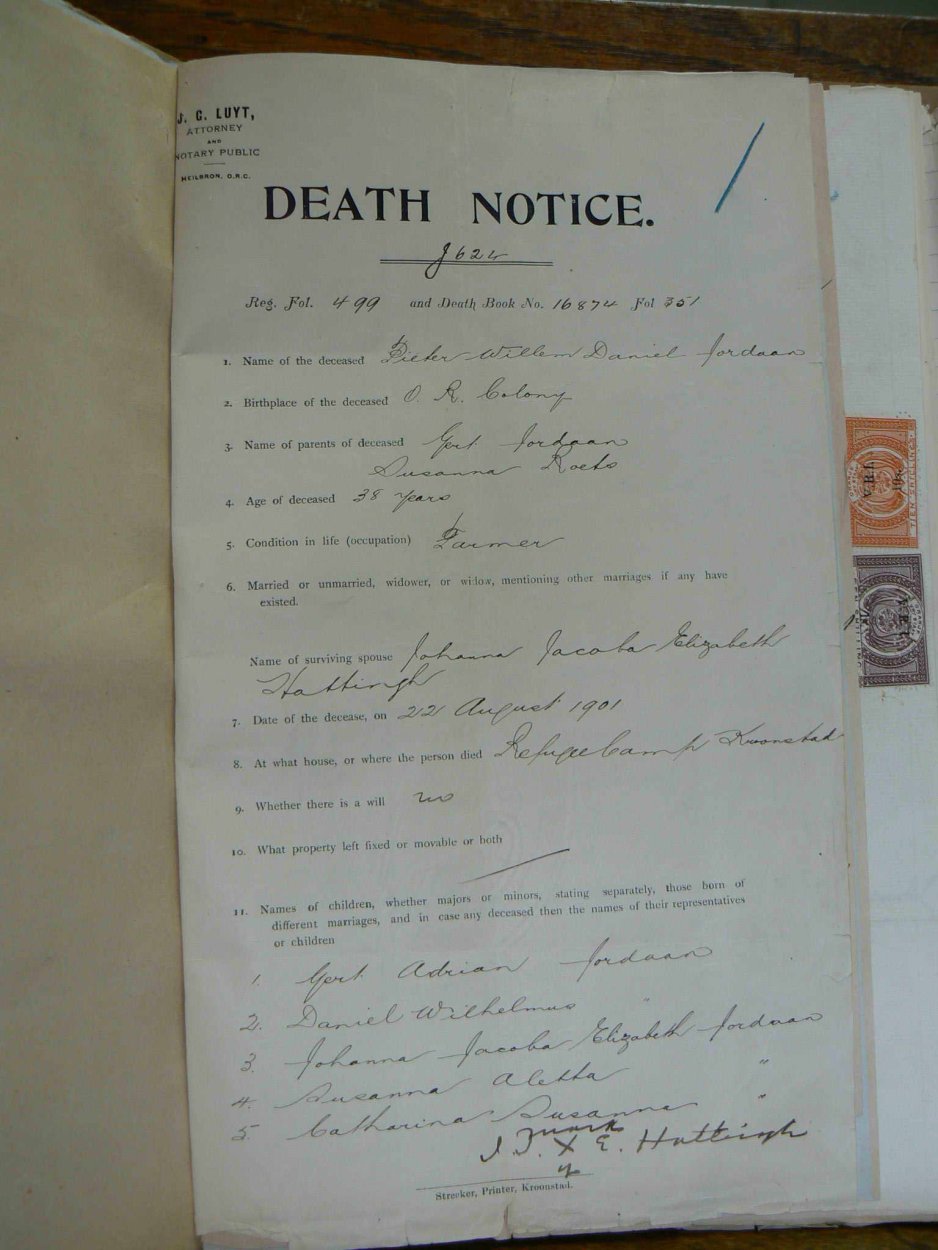 J. G. LUYT,
ATTORNEY
AND
NOTARY PUBLIC
HEILBRON, O.R.C.
DEATH NOTICE.
J 624
Reg. Fol. 499 and Death Book No. 16874 Fol 351
1. Name of the deceased Pieter Willem Daniel Jordaan
2. Birthplace of the deceased O. R. Colony
3. Name of parents of deceased Gert Jordaan
Susanna Roets
4. Age of deceased 38 years
5. Condition in life (occupation) Farmer
6. Married or unmarried, widower, or widow, mentioning other marriages if any have
existed.
Name of surviving spouse Johanna Jacoba Elizabeth
Hattingh
7. Date of the decease, on 22 August 1901
8. At what house, or where the person died Refugee Camp Kroonstad
9. Whether there is a will no
10. What property left fixed or movable or both
11. Names of children, whether majors or minors, stating separately, those born of
different marriages, and in case any deceased then the names of their representatives
or children
1. Gert Adrian Jordaan
2. Daniel Wilhelmus "
3. Johanna Jacoba Elizabeth Jordaan
4. Susanna Aletta "
5. Catharina Susanna "
mark
J. J. X E. Hattingh
of
Streeker, Printer, Kroonstad.
V.R.I.
TIEN SHILLINGS
V.R.I.